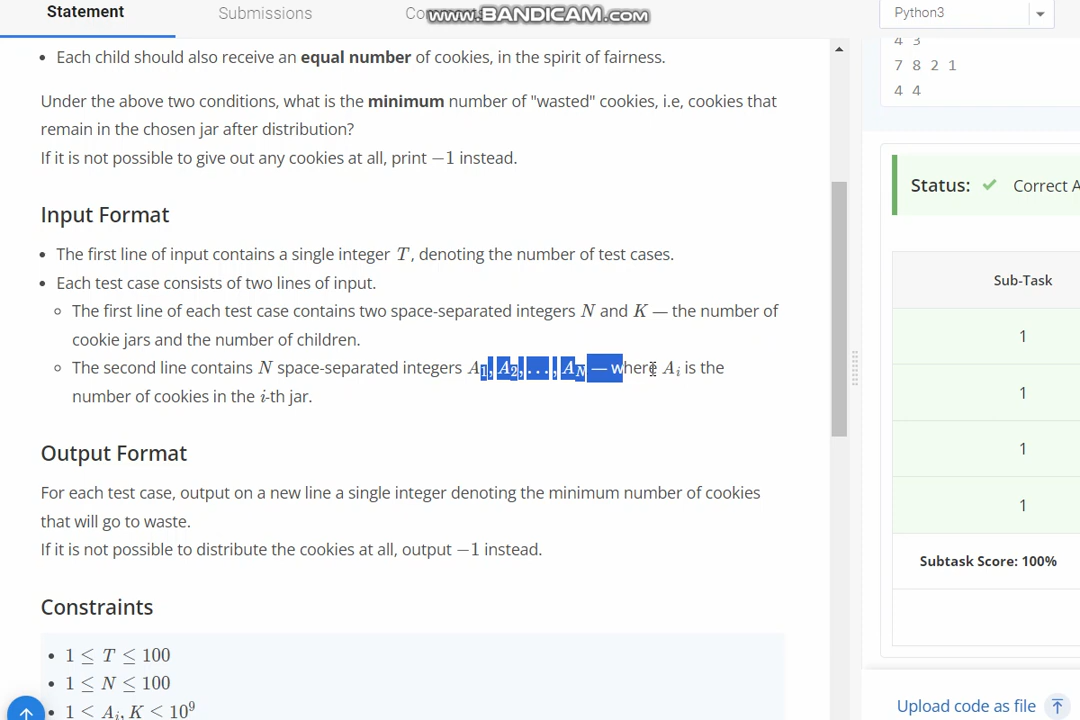 Statement
Submissions
www.BANDICAM.com
Python3
4 3
7 8 2 1
4 4
• Each child should also receive an equal number of cookies, in the spirit of fairness.
Under the above two conditions, what is the minimum number of "wasted" cookies, i.e, cookies that
remain in the chosen jar after distribution?
If it is not possible to give out any cookies at all, print −1 instead.
Input Format
• The first line of input contains a single integer T, denoting the number of test cases.
• Each test case consists of two lines of input.
◦ The first line of each test case contains two space-separated integers N and K — the number of
cookie jars and the number of children.
◦ The second line contains N space-separated integers A1, A2, ..., AN — where Ai is the
number of cookies in the i-th jar.
Output Format
For each test case, output on a new line a single integer denoting the minimum number of cookies
that will go to waste.
If it is not possible to distribute the cookies at all, output −1 instead.
Constraints
• 1 ≤ T ≤ 100
• 1 ≤ N ≤ 100
• 1 ≤ Ai, K ≤ 10⁹
Status: ✓ Correct A
Sub-Task
1
1
1
1
Subtask Score: 100%
Upload code as file